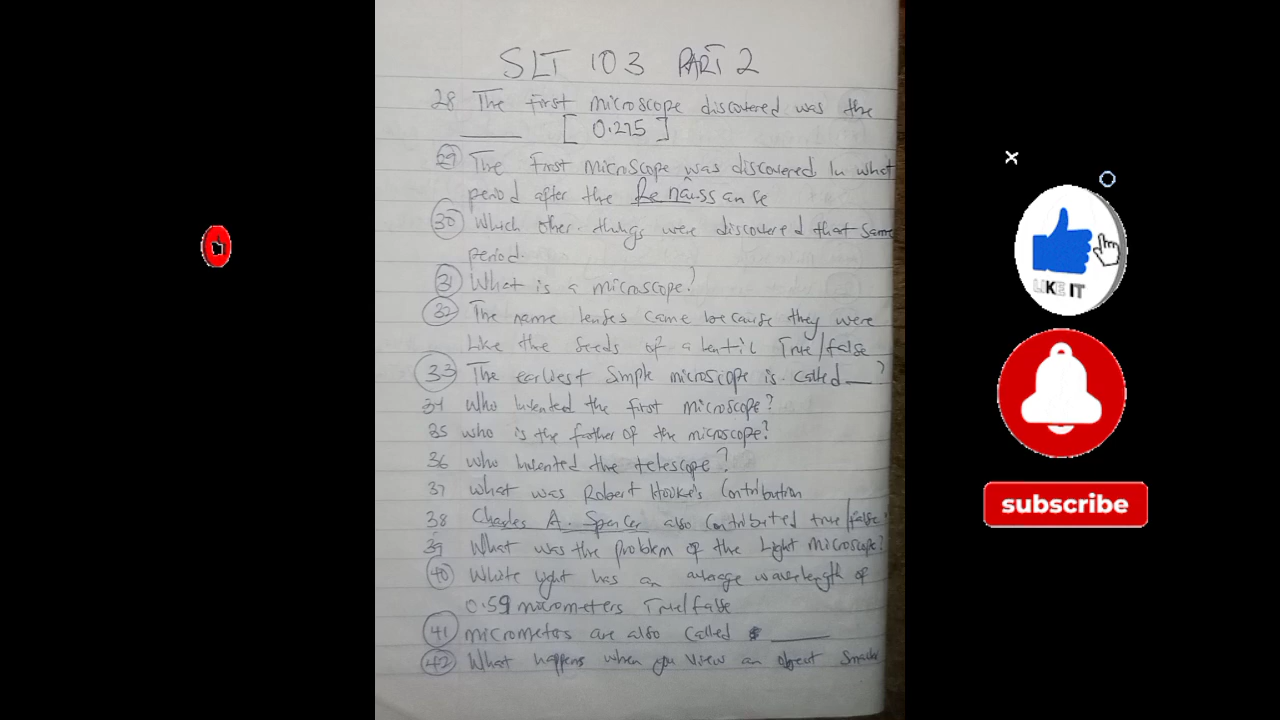 SLT 103 PART 2
28 The first microscope discovered was the
______ [ 0.275 ]
29 The first microscope was discovered in what
period after the Renaissanse
30 Which other things were discovered that same
period.
31 What is a microscope?
32 The name lenses came because they were
like the seeds of a lentil True/false
33 The earliest Simple microscope is called ___?
34 Who invented the first microscope?
35 who is the father of the microscope?
36 who invented the telescope?
37 what was Robert Hooke's Contribution
38 Charles A. Spencer also Contributed true/false?
39 What was the problem of the Light microscope?
40 White light has an average wavelength of
0.59 micrometers True/false
41 micrometers are also called ______
42 What happens when you view an object
LIKE IT
subscribe